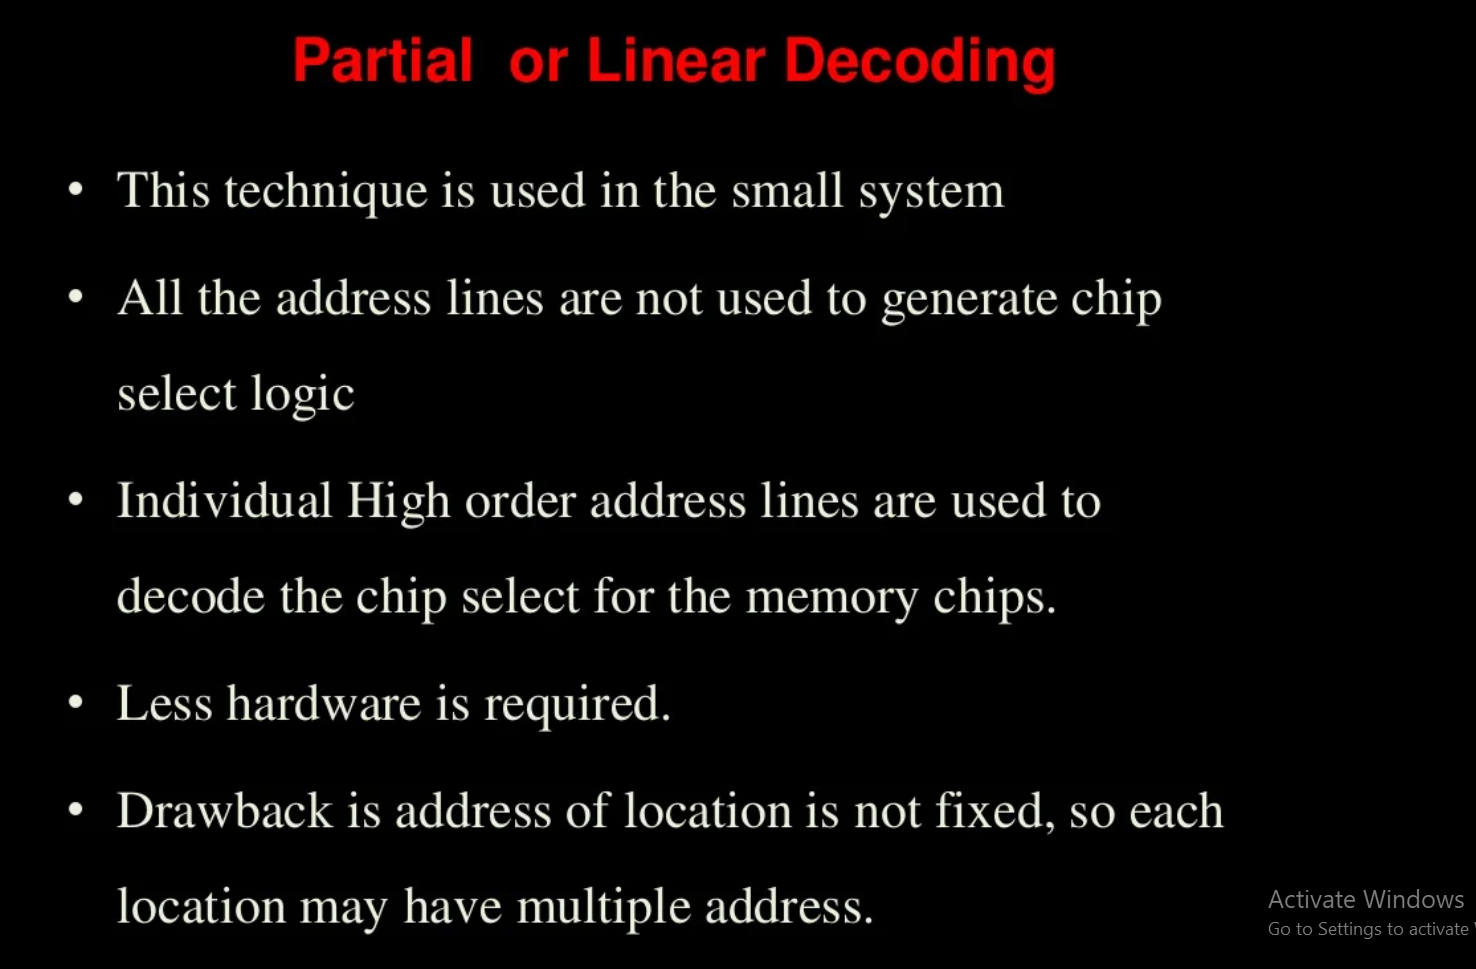 Partial or Linear Decoding
• This technique is used in the small system
• All the address lines are not used to generate chip
select logic
• Individual High order address lines are used to
decode the chip select for the memory chips.
• Less hardware is required.
• Drawback is address of location is not fixed, so each
location may have multiple address.
Activate Windows
Go to Settings to activate